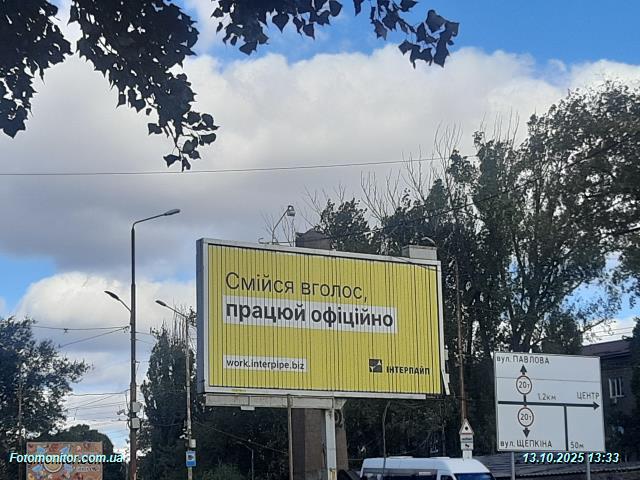 Смійся вголос,
працюй офіційно
work.interpipe.biz
ІНТЕРПАЙП
вул. ПАВЛОВА
20т
1.2км
ЦЕНТР
20т
вул. ЩЕПКІНА
50м
Fotomonitor.com.ua
13.10.2025 13:33